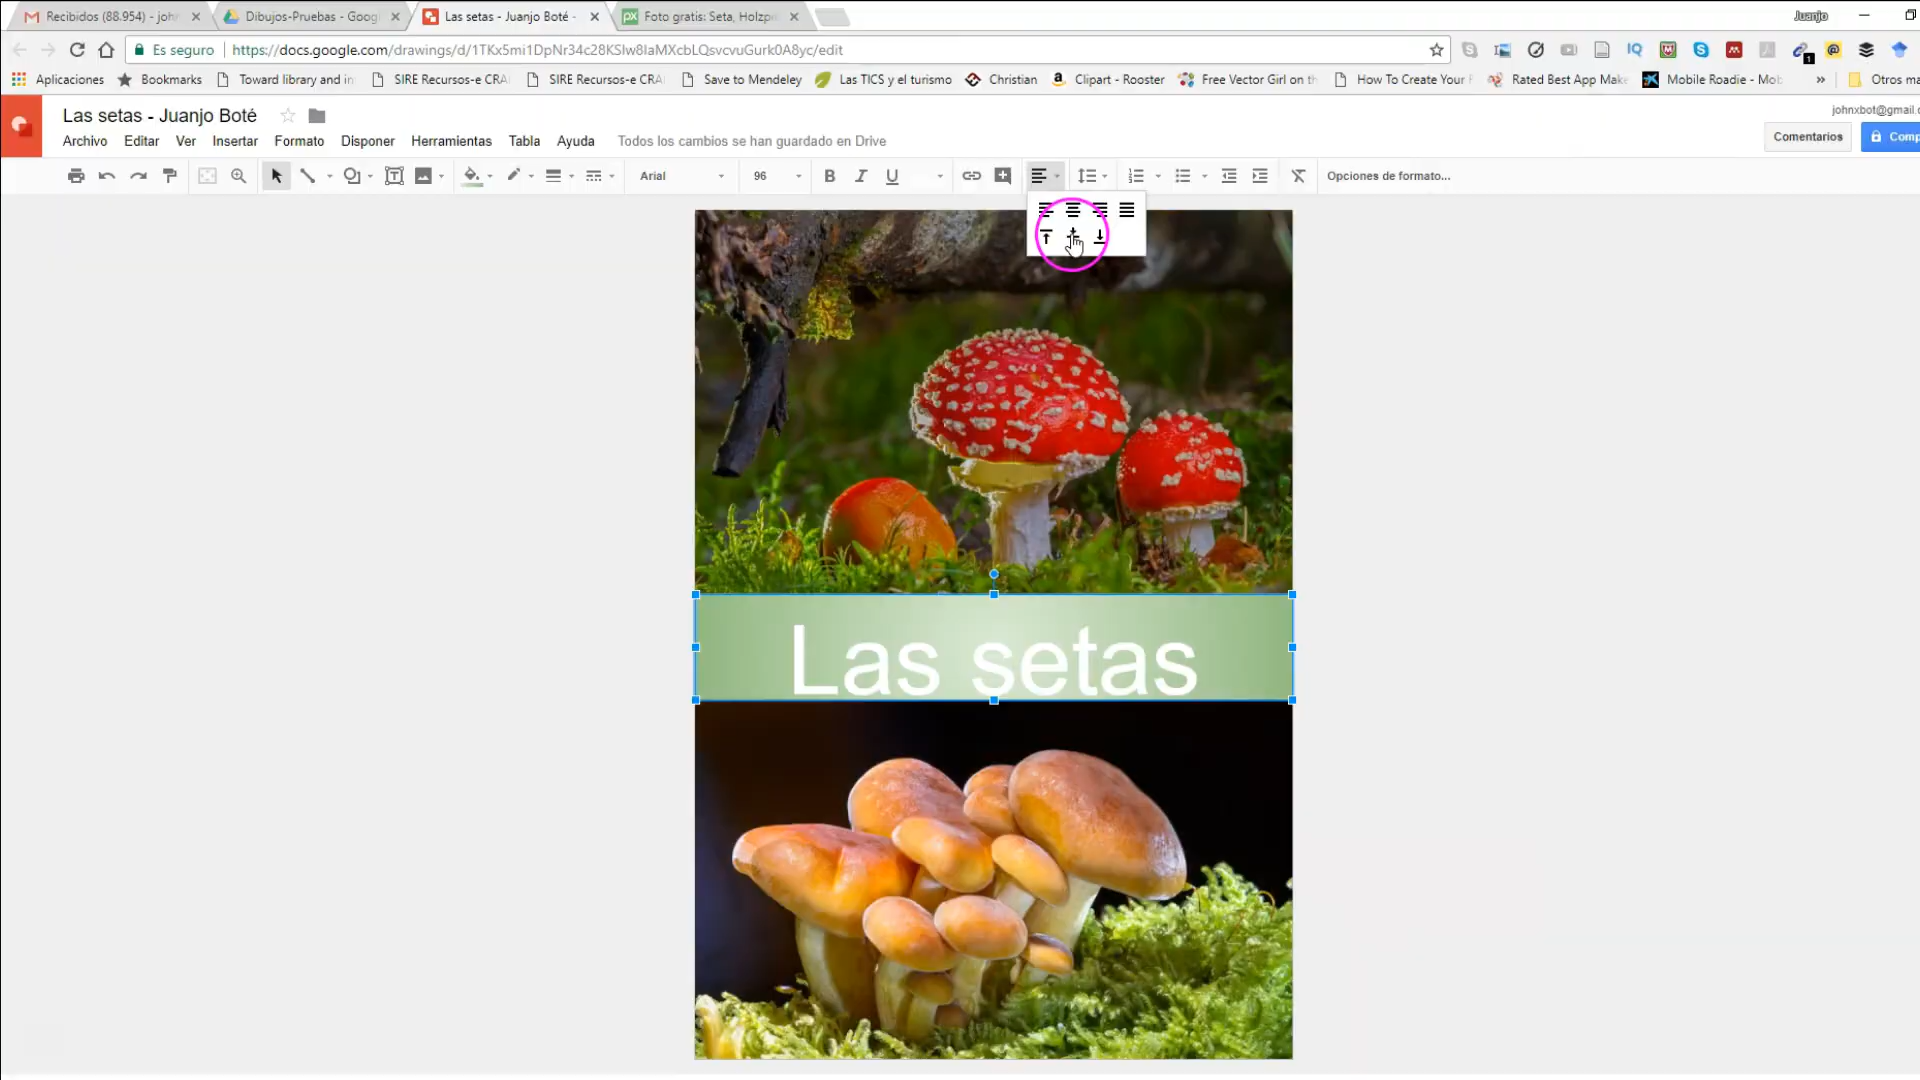 Recibidos (88.954) - joh
Dibujos-Pruebas - Goog
Las setas - Juanjo Boté -
Foto gratis: Seta, Holzp
Juanjo
Es seguro
https://docs.google.com/drawings/d/1TKx5mi1DpNr34c28KSlw8laMXcbLQsvcvuGurk0A8yc/edit
Aplicaciones
Bookmarks
Toward library and in
SIRE Recursos-e CRA
SIRE Recursos-e CRA
Save to Mendeley
Las TICS y el turismo
Christian
Clipart - Rooster
Free Vector Girl on th
How To Create Your
Rated Best App Make
Mobile Roadie - Mob
Otros ma
Las setas - Juanjo Boté
johnxbot@gmail.c
Archivo
Editar
Ver
Insertar
Formato
Disponer
Herramientas
Tabla
Ayuda
Todos los cambios se han guardado en Drive
Comentarios
Comp
Arial
96
B
I
U
Opciones de formato...
Las setas